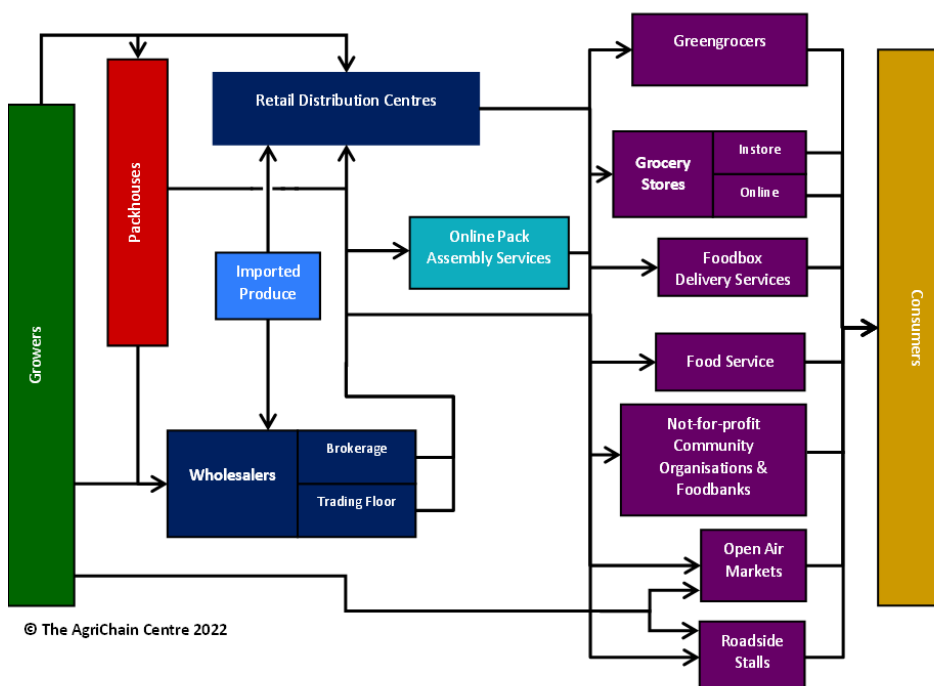 Growers
Packhouses
Retail Distribution Centres
Imported
Produce
Wholesalers
Brokerage
Trading Floor
Online Pack
Assembly Services
Greengrocers
Grocery
Stores
Instore
Online
Foodbox
Delivery Services
Food Service
Not-for-profit
Community
Organisations &
Foodbanks
Open Air
Markets
Roadside
Stalls
Consumers
© The AgriChain Centre 2022